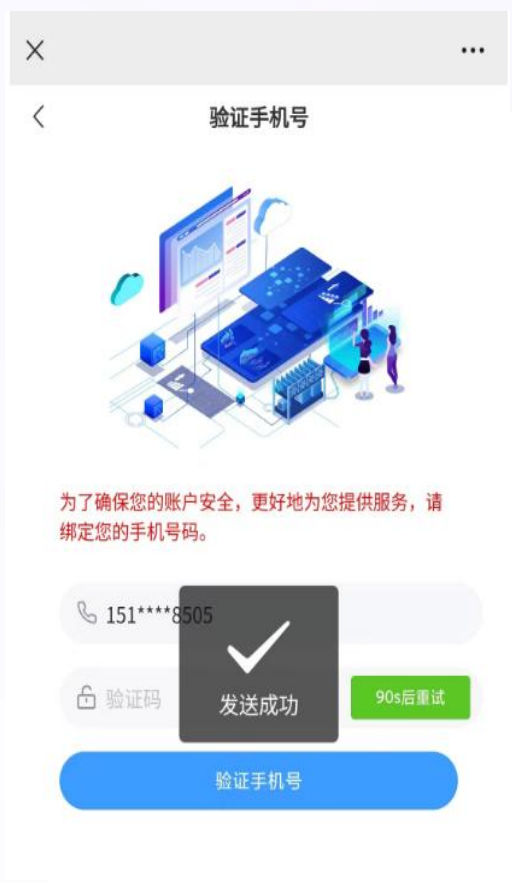 验证手机号
为了确保您的账户安全，更好地为您提供服务，请
绑定您的手机号码。
151****8505
验证码
发送成功
90s后重试
验证手机号